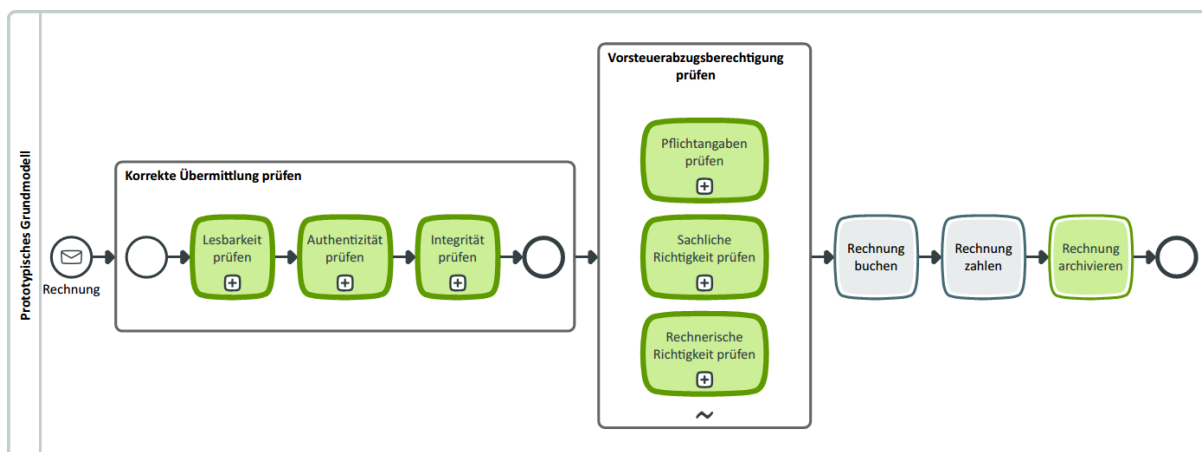 Prototypisches Grundmodell
Rechnung
Korrekte Übermittlung prüfen
Lesbarkeit
prüfen
Authentizität
prüfen
Integrität
prüfen
Vorsteuerabzugsberechtigung
prüfen
Pflichtangaben
prüfen
Sachliche
Richtigkeit prüfen
Rechnerische
Richtigkeit prüfen
Rechnung
buchen
Rechnung
zahlen
Rechnung
archivieren